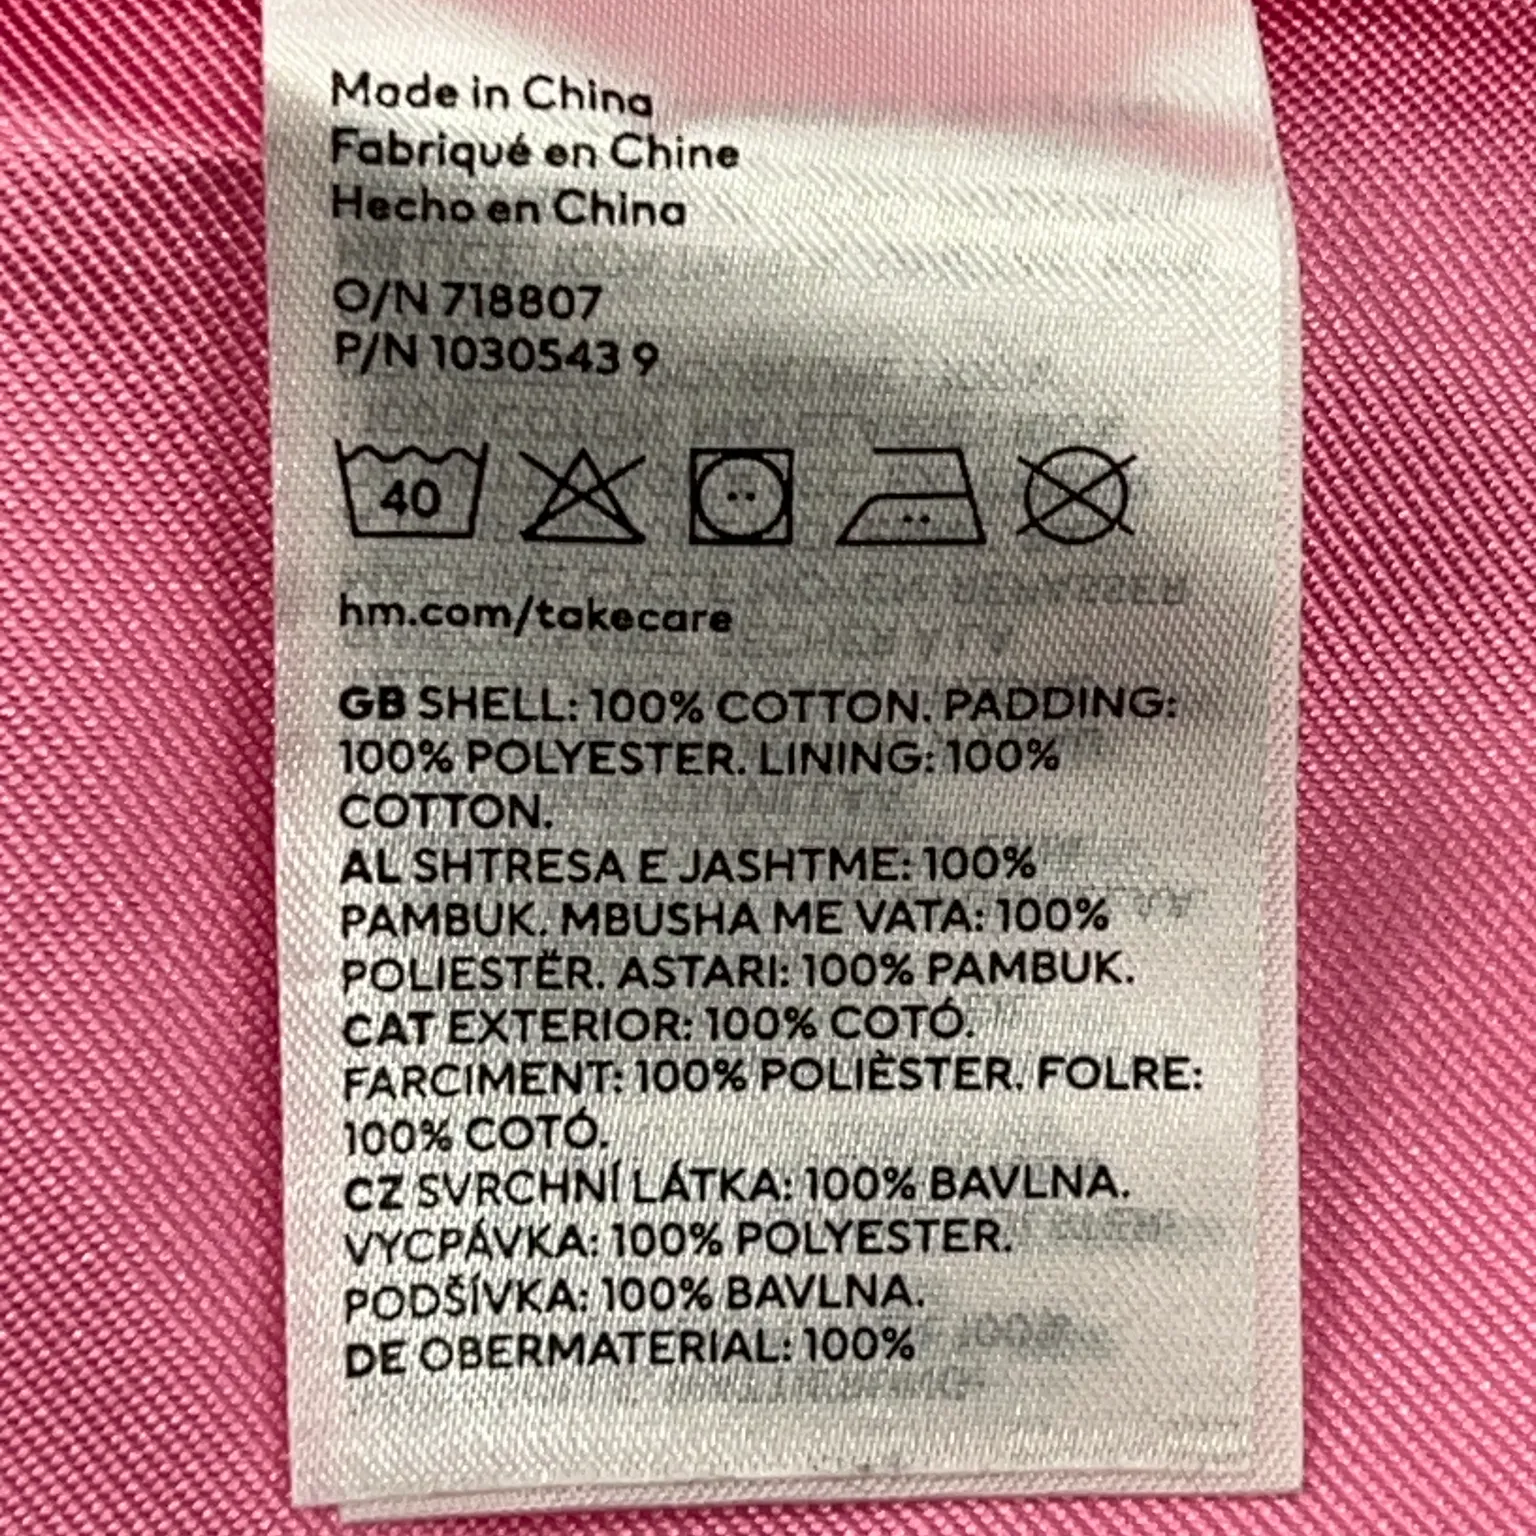 Made in China
Fabriqué en Chine
Hecho en China
O/N 718807
P/N 1030543 9
40
hm.com/takecare
GB SHELL: 100% COTTON. PADDING:
100% POLYESTER. LINING: 100%
COTTON.
AL SHTRESA E JASHTME: 100%
PAMBUK. MBUSHA ME VATA: 100%
POLIESTËR. ASTARI: 100% PAMBUK.
CAT EXTERIOR: 100% COTÓ.
FARCIMENT: 100% POLIÈSTER. FOLRE:
100% COTÓ.
CZ SVRCHNÍ LÁTKA: 100% BAVLNA.
VYCPÁVKA: 100% POLYESTER.
PODŠÍVKA: 100% BAVLNA.
DE OBERMATERIAL: 100%